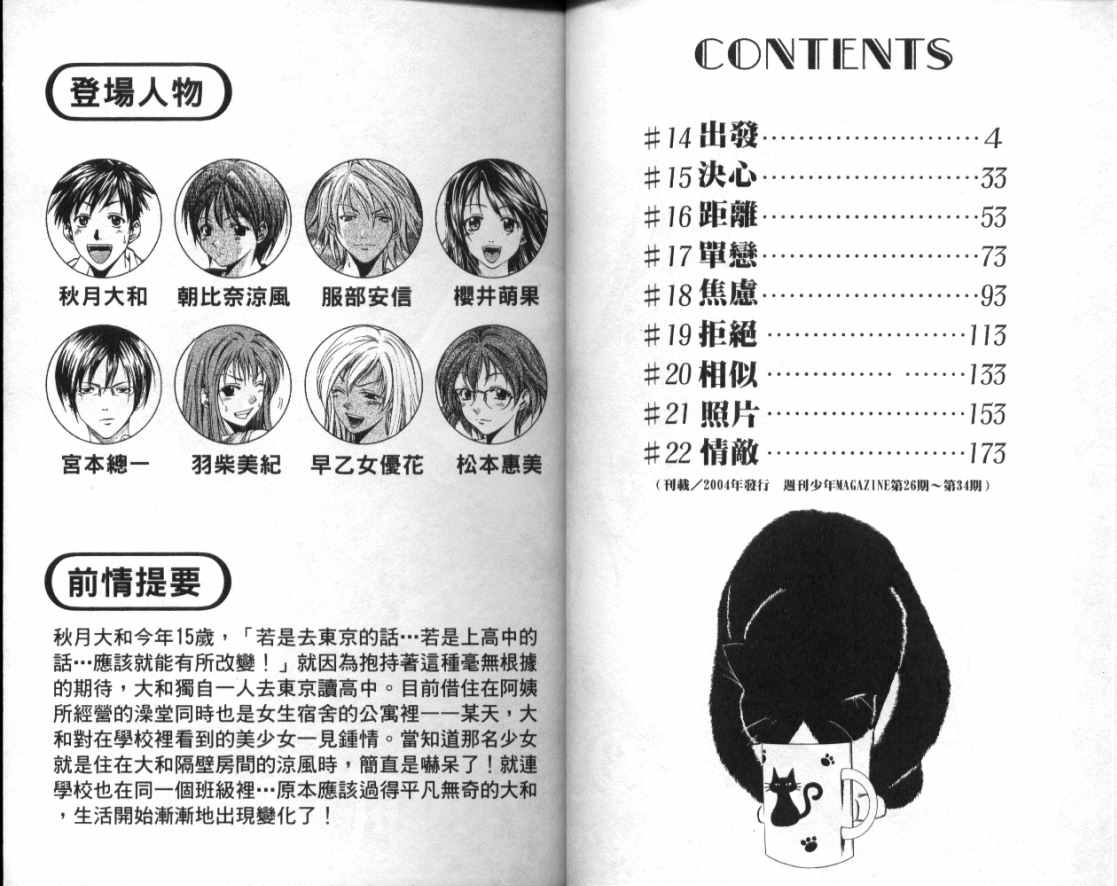 登場人物
秋月大和 朝比奈涼風 服部安信 櫻井萌果
宮本總一 羽柴美紀 早乙女優花 松本惠美
前情提要
秋月大和今年15歲，「若是去東京的話⋯若是上高中的
話⋯應該就能有所改變！」就因為抱持著這種毫無根據
的期待，大和獨自一人去東京讀高中。目前借住在阿姨
所經營的澡堂同時也是女生宿舍的公寓裡——某天，大
和對在學校裡看到的美少女一見鍾情。當知道那名少女
就是住在大和隔壁房間的涼風時，簡直是嚇呆了！就連
學校也在同一個班級裡⋯原本應該過得平凡無奇的大和
，生活開始漸漸地出現變化了！
CONTENTS
#14 出發························4
#15 決心························33
#16 距離························53
#17 單戀························73
#18 焦慮························93
#19 拒絕······················113
#20 相似·············· ·······133
#21 照片······················153
#22 情敵······················173
（刊載／2004年發行 週刊少年MAGAZINE第26期～第34期）